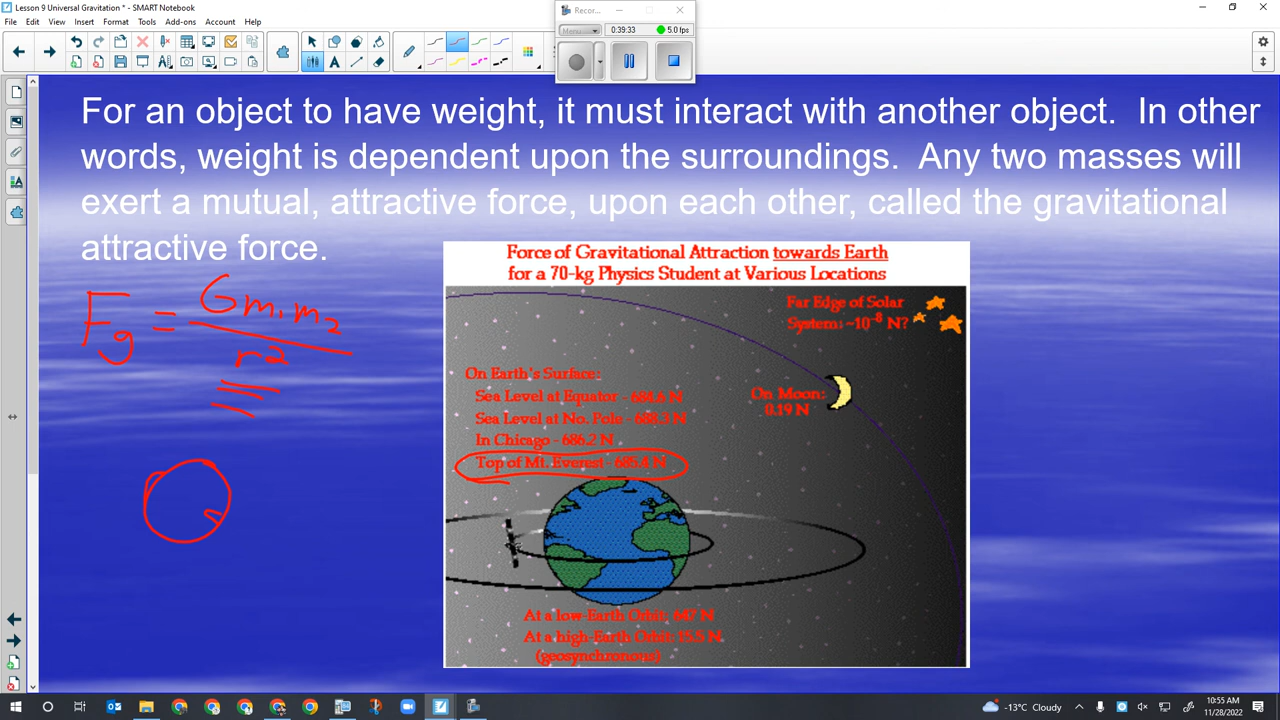 Lesson 9 Universal Gravitation * - SMART Notebook
File Edit View Insert Format Tools Add-ons Account Help
Recor...
Menu 0:39:33 5.0 fps
For an object to have weight, it must interact with another object. In other
words, weight is dependent upon the surroundings. Any two masses will
exert a mutual, attractive force, upon each other, called the gravitational
attractive force.
Fg = Gm1m2
r2
Force of Gravitational Attraction towards Earth
for a 70-kg Physics Student at Various Locations
Far Edge of Solar
System: ~10⁻⁸ N?
On Earth's Surface:
Sea Level at Equator - 684.6 N
Sea Level at No. Pole - 688.3 N
In Chicago - 686.2 N
Top of Mt. Everest - 685.4 N
On Moon:
0.19 N
At a low-Earth Orbit: 647 N
At a high-Earth Orbit: 15.5 N
(geosynchronous)
-13°C Cloudy
10:55 AM
11/28/2022